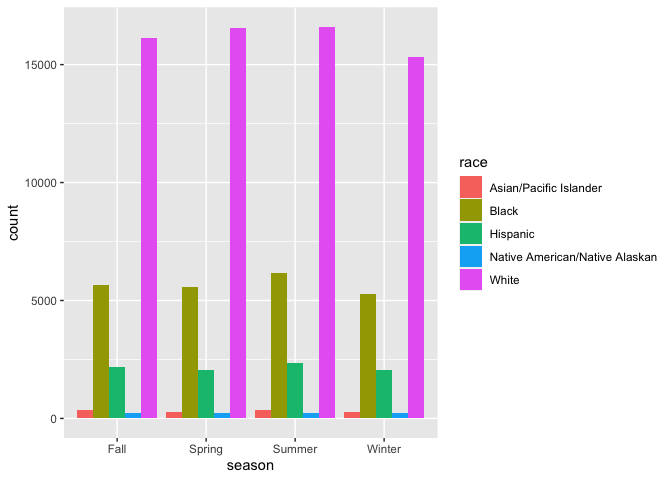 15000
10000
5000
0
count
Fall
Spring
Summer
Winter
season
race
Asian/Pacific Islander
Black
Hispanic
Native American/Native Alaskan
White